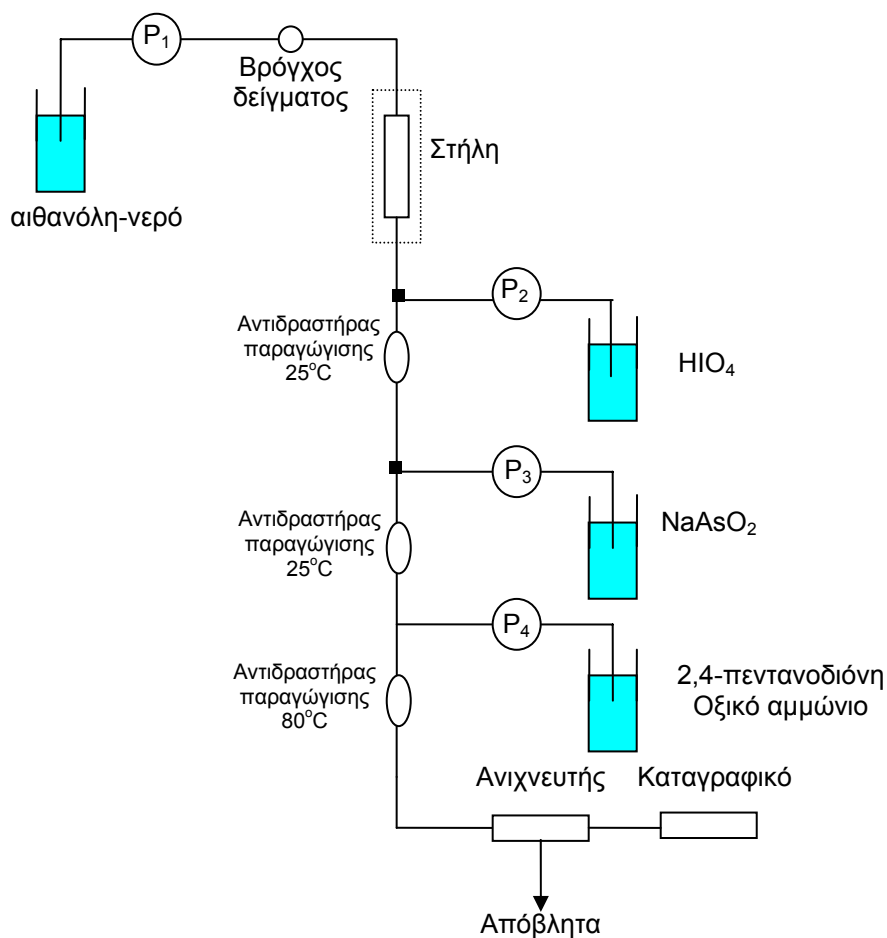 P₁
Βρόγχος
δείγματος
Στήλη
αιθανόλη-νερό
P₂
Αντιδραστήρας
παραγώγισης
25°C
HIO₄
P₃
Αντιδραστήρας
παραγώγισης
25°C
NaAsO₂
P₄
Αντιδραστήρας
παραγώγισης
80°C
2,4-πεντανοδιόνη
Οξικό αμμώνιο
Ανιχνευτής Καταγραφικό
Απόβλητα